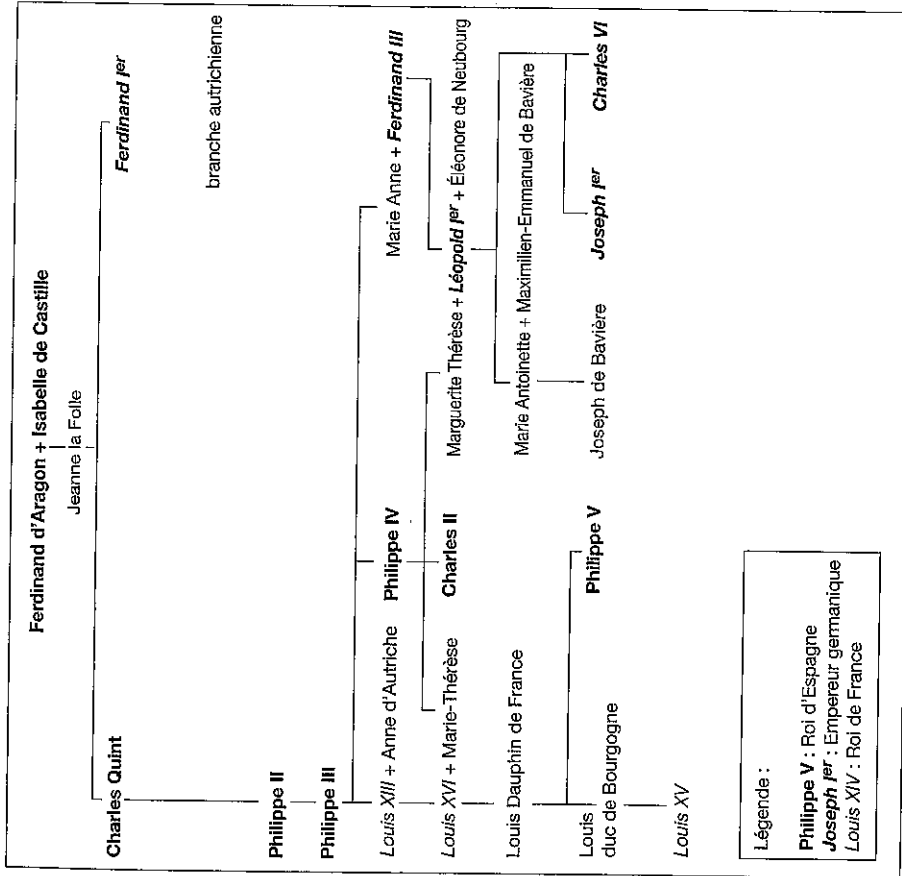 Ferdinand d'Aragon + Isabelle de Castille
Jeanne la Folle
Charles Quint
Ferdinand Ier
branche autrichienne
Philippe II
Philippe III
Louis XIII + Anne d'Autriche
Philippe IV
Marie Anne + Ferdinand III
Louis XVI + Marie-Thérèse
Charles II
Marguerite Thérèse + Léopold Ier + Éléonore de Neubourg
Louis Dauphin de France
Marie Antoinette + Maximilien-Emmanuel de Bavière
Louis
duc de Bourgogne
Philippe V
Joseph de Bavière
Joseph Ier
Charles VI
Louis XV
Légende :
Philippe V : Roi d'Espagne
Joseph Ier : Empereur germanique
Louis XIV : Roi de France